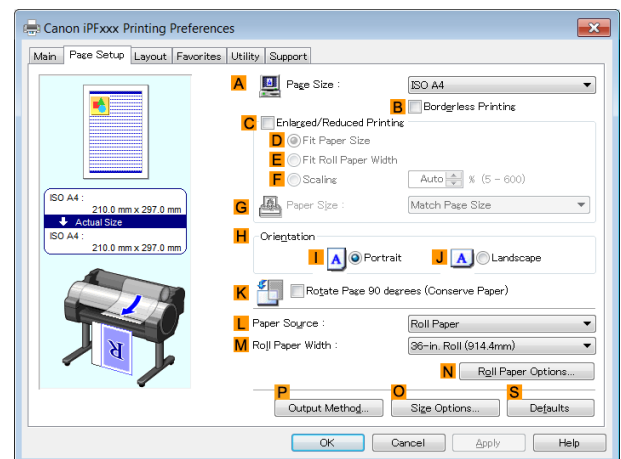 Canon iPFxxx Printing Preferences
Main Page Setup Layout Favorites Utility Support
A Page Size : ISO A4
B Borderless Printing
C Enlarged/Reduced Printing
D Fit Paper Size
E Fit Roll Paper Width
F Scaling Auto % (5 - 600)
G Paper Size : Match Page Size
ISO A4 :
210.0 mm x 297.0 mm
Actual Size
ISO A4 :
210.0 mm x 297.0 mm
H Orientation
I A Portrait J A Landscape
K Rotate Page 90 degrees (Conserve Paper)
L Paper Source : Roll Paper
M Roll Paper Width : 36-in. Roll (914.4mm)
N Roll Paper Options...
P O S
Output Method... Size Options... Defaults
R
OK Cancel Apply Help